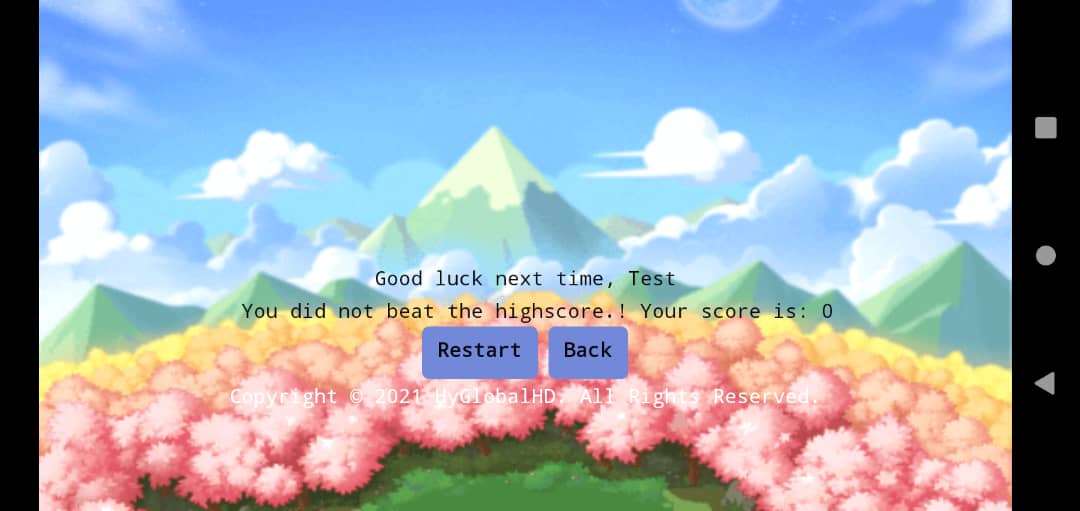 Good luck next time, Test
You did not beat the highscore.! Your score is: 0
Restart
Back
Copyright © 2021 HyGlobalHD. All Rights Reserved.